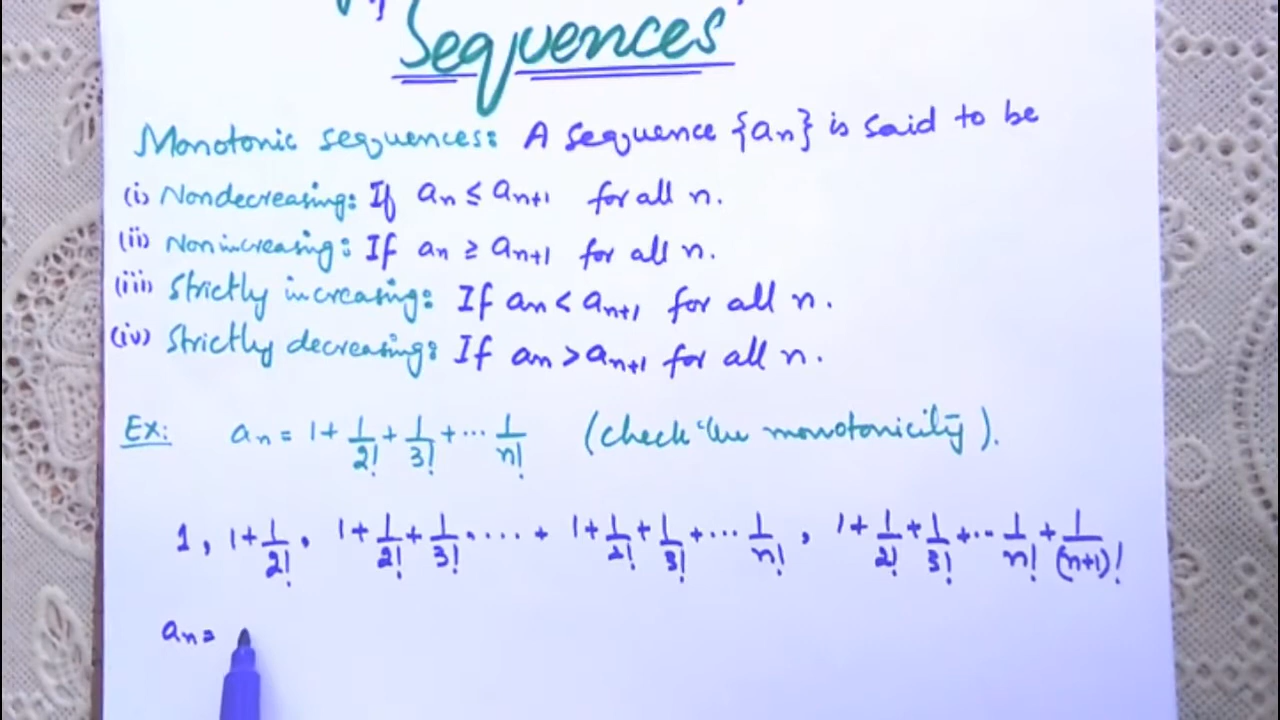 Sequences
Monotonic sequences: A sequence {aₙ} is said to be
(i) Nondecreasing: If aₙ ≤ aₙ₊₁ for all n.
(ii) Nonincreasing: If aₙ ≥ aₙ₊₁ for all n.
(iii) Strictly increasing: If aₙ < aₙ₊₁ for all n.
(iv) Strictly decreasing: If aₙ > aₙ₊₁ for all n.
Ex: aₙ = 1 + 1/2! + 1/3! + ... 1/n! (check the monotonicity).
1, 1 + 1/2!, 1 + 1/2! + 1/3! . ... + 1 + 1/2! + 1/3! + ... 1/n!, 1 + 1/2! + 1/3! + ... 1/n! + 1/(n+1)!
aₙ =